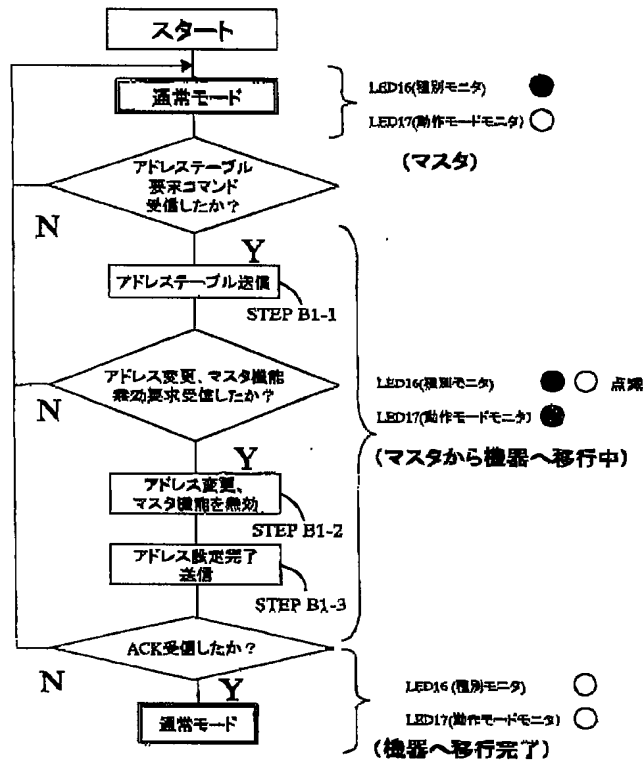 スタート
通常モード
LED16(種別モニタ)
LED17(動作モードモニタ)
(マスタ)
アドレステーブル
要求コマンド
受信したか?
N
Y
アドレステーブル送信
STEP B1-1
アドレス変更、マスタ機能
無効要求受信したか?
N
Y
LED16(種別モニタ) 点滅
LED17(動作モードモニタ)
(マスタから機器へ移行中)
アドレス変更、
マスタ機能を無効
STEP B1-2
アドレス設定完了
送信
STEP B1-3
ACK受信したか?
N
Y
通常モード
LED16(種別モニタ)
LED17(動作モードモニタ)
(機器へ移行完了)